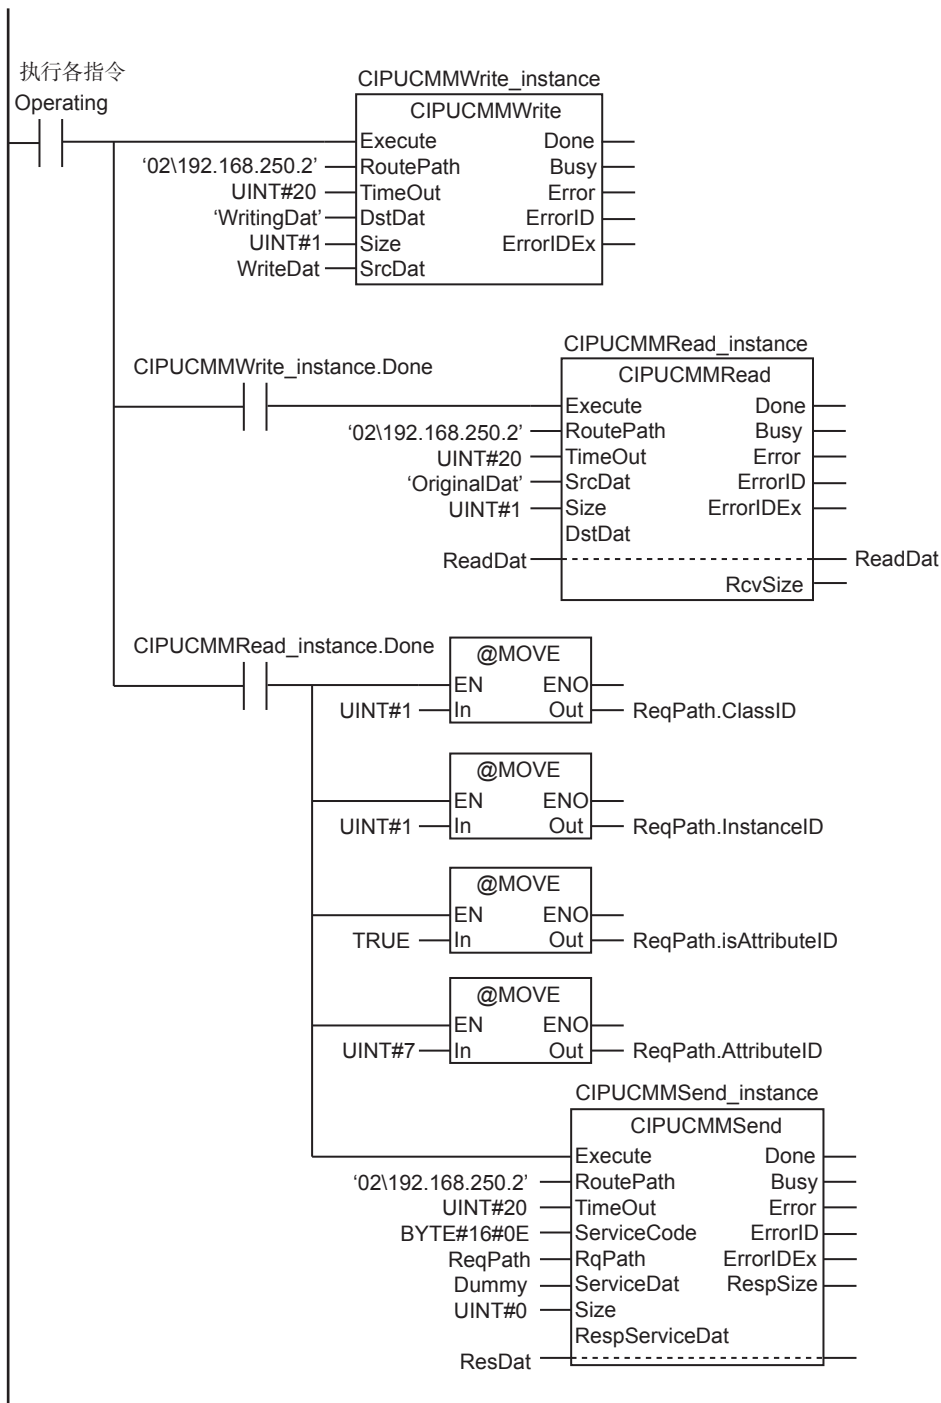 执行各指令
Operating
CIPUCMMWrite_instance
CIPUCMMWrite
Execute Done
‘02\192.168.250.2’ RoutePath Busy
UINT#20 TimeOut Error
‘WritingDat’ DstDat ErrorID
UINT#1 Size ErrorIDEx
WriteDat SrcDat
CIPUCMMRead_instance
CIPUCMMWrite_instance.Done
CIPUCMMRead
Execute Done
‘02\192.168.250.2’ RoutePath Busy
UINT#20 TimeOut Error
‘OriginalDat’ SrcDat ErrorID
UINT#1 Size ErrorIDEx
DstDat
ReadDat ReadDat
RcvSize
CIPUCMMRead_instance.Done
@MOVE
EN ENO
UINT#1 In Out ReqPath.ClassID
@MOVE
EN ENO
UINT#1 In Out ReqPath.InstanceID
@MOVE
EN ENO
TRUE In Out ReqPath.isAttributeID
@MOVE
EN ENO
UINT#7 In Out ReqPath.AttributeID
CIPUCMMSend_instance
CIPUCMMSend
Execute Done
‘02\192.168.250.2’ RoutePath Busy
UINT#20 TimeOut Error
BYTE#16#0E ServiceCode ErrorID
ReqPath RqPath ErrorIDEx
Dummy ServiceDat RespSize
UINT#0 Size
RespServiceDat
ResDat